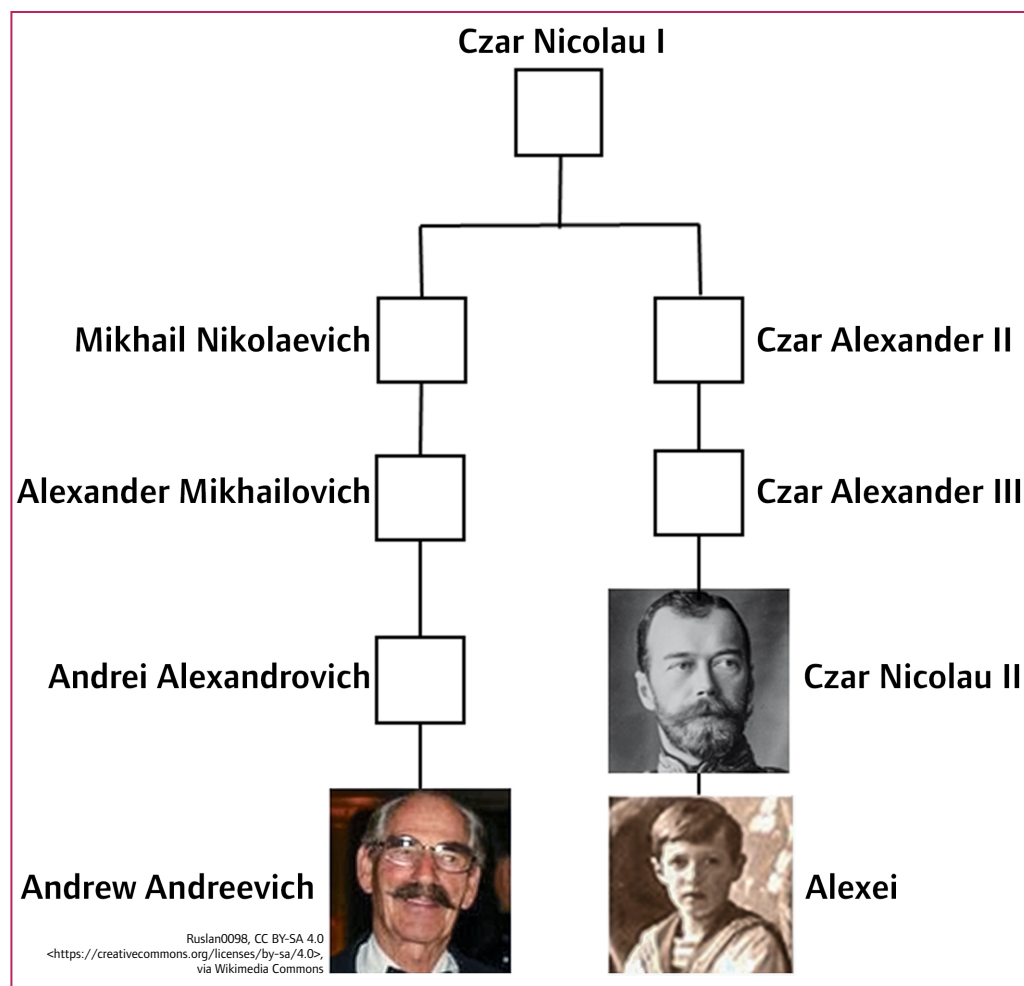 Czar Nicolau I
Mikhail Nikolaevich
Czar Alexander II
Alexander Mikhailovich
Czar Alexander III
Andrei Alexandrovich
Czar Nicolau II
Andrew Andreevich
Alexei
Ruslan0098, CC BY-SA 4.0
<https://creativecommons.org/licenses/by-sa/4.0>,
via Wikimedia Commons